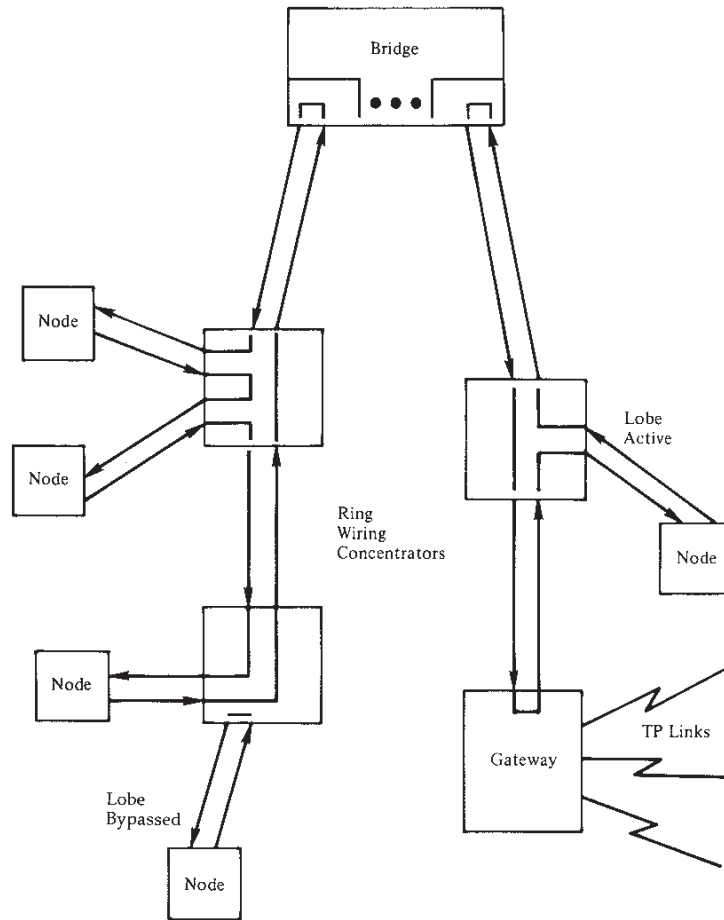 Bridge
Node
Node
Lobe
Active
Ring
Wiring
Concentrators
Node
Node
TP Links
Gateway
Lobe
Bypassed
Node